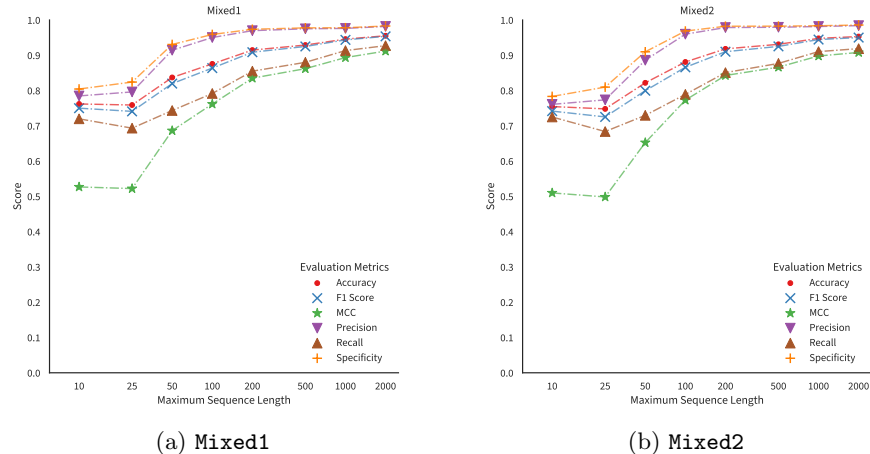 Mixed1
1.0
0.9
0.8
0.7
0.6
0.5
0.4
0.3
0.2
0.1
0.0
Score
Evaluation Metrics
Accuracy
F1 Score
MCC
Precision
Recall
Specificity
10 25 50 100 200 500 1000 2000
Maximum Sequence Length
(a) Mixed1
Mixed2
1.0
0.9
0.8
0.7
0.6
0.5
0.4
0.3
0.2
0.1
0.0
Score
Evaluation Metrics
Accuracy
F1 Score
MCC
Precision
Recall
Specificity
10 25 50 100 200 500 1000 2000
Maximum Sequence Length
(b) Mixed2